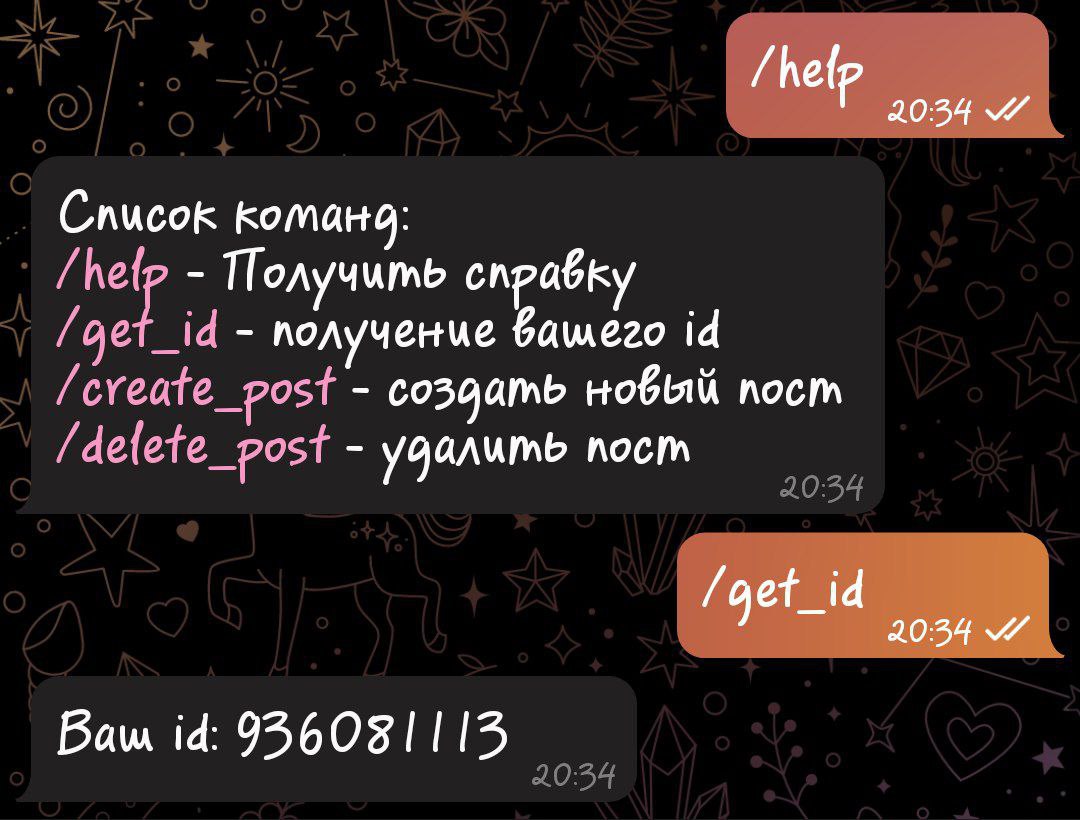 /help
20:34
Список команд:
/help - Получить справку
/get_id - получение вашего id
/create_post - создать новый пост
/delete_post - удалить пост
20:34
/get_id
20:34
Ваш id: 936081113
20:34